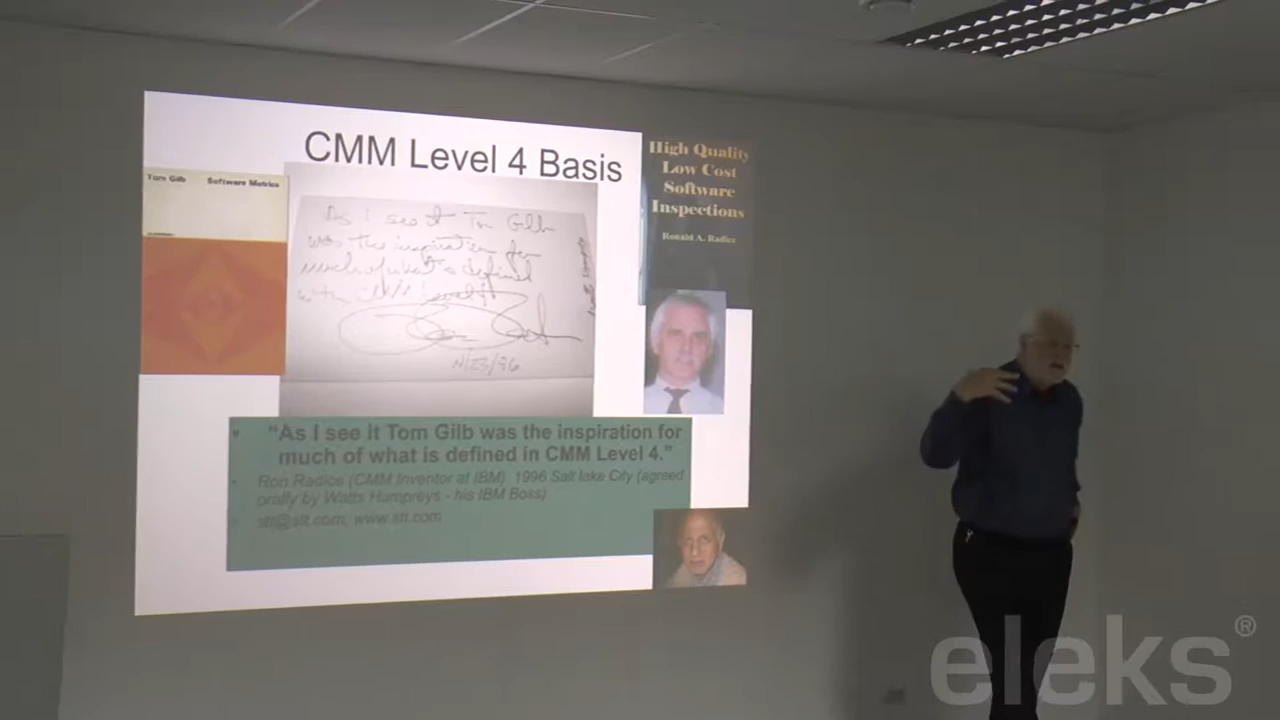 CMM Level 4 Basis
Tom Gilb Software Metrics
As I see it Tom Gilb
was the inspiration for
much of what is defined
with CMM Level 4
11/23/96
High Quality
Low Cost
Software
Inspections
Ronald A. Radice
• “As I see it Tom Gilb was the inspiration for
much of what is defined in CMM Level 4.”
Ron Radice (CMM Inventor at IBM) 1996 Salt lake City (agreed
orally by Watts Humpreys - his IBM Boss)
stt@stt.com, www.stt.com
eleks®